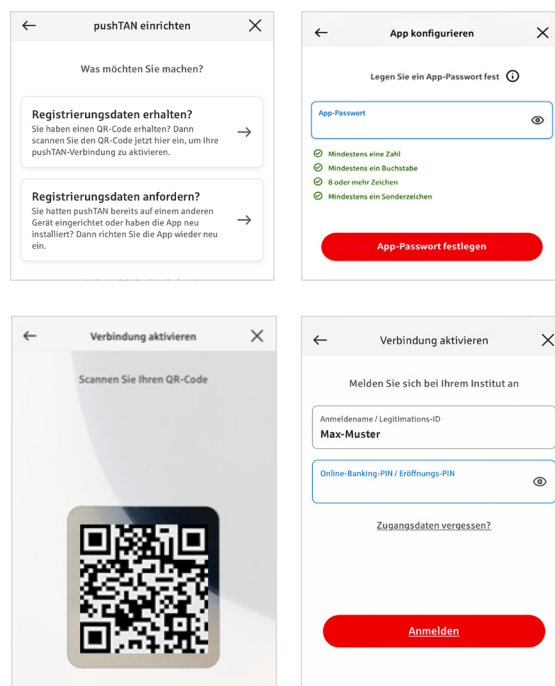 pushTAN einrichten
Was möchten Sie machen?
Registrierungsdaten erhalten?
Sie haben einen QR-Code erhalten? Dann
scannen Sie den QR-Code jetzt hier ein, um Ihre
pushTAN-Verbindung zu aktivieren.
Registrierungsdaten anfordern?
Sie hatten pushTAN bereits auf einem anderen
Gerät eingerichtet oder haben die App neu
installiert? Dann richten Sie die App wieder neu
ein.
App konfigurieren
Legen Sie ein App-Passwort fest
App-Passwort
Mindestens eine Zahl
Mindestens ein Buchstabe
8 oder mehr Zeichen
Mindestens ein Sonderzeichen
App-Passwort festlegen
Verbindung aktivieren
Scannen Sie Ihren QR-Code
Verbindung aktivieren
Melden Sie sich bei Ihrem Institut an
Anmeldename / Legitimations-ID
Max-Muster
Online-Banking-PIN / Eröffnungs-PIN
Zugangsdaten vergessen?
Anmelden